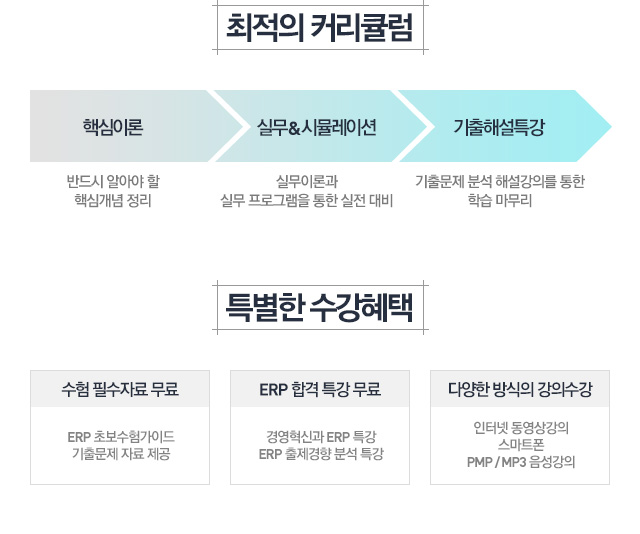 최적의 커리큘럼
핵심이론
실무&시뮬레이션
기출해설특강
반드시 알아야 할
핵심개념 정리
실무이론과
실무 프로그램을 통한 실전 대비
기출문제 분석 해설강의를 통한
학습 마무리
특별한 수강혜택
수험 필수자료 무료
ERP 초보수험가이드
기출문제 자료 제공
ERP 합격 특강 무료
경영혁신과 ERP 특강
ERP 출제경향 분석 특강
다양한 방식의 강의수강
인터넷 동영상강의
스마트폰
PMP / MP3 음성강의